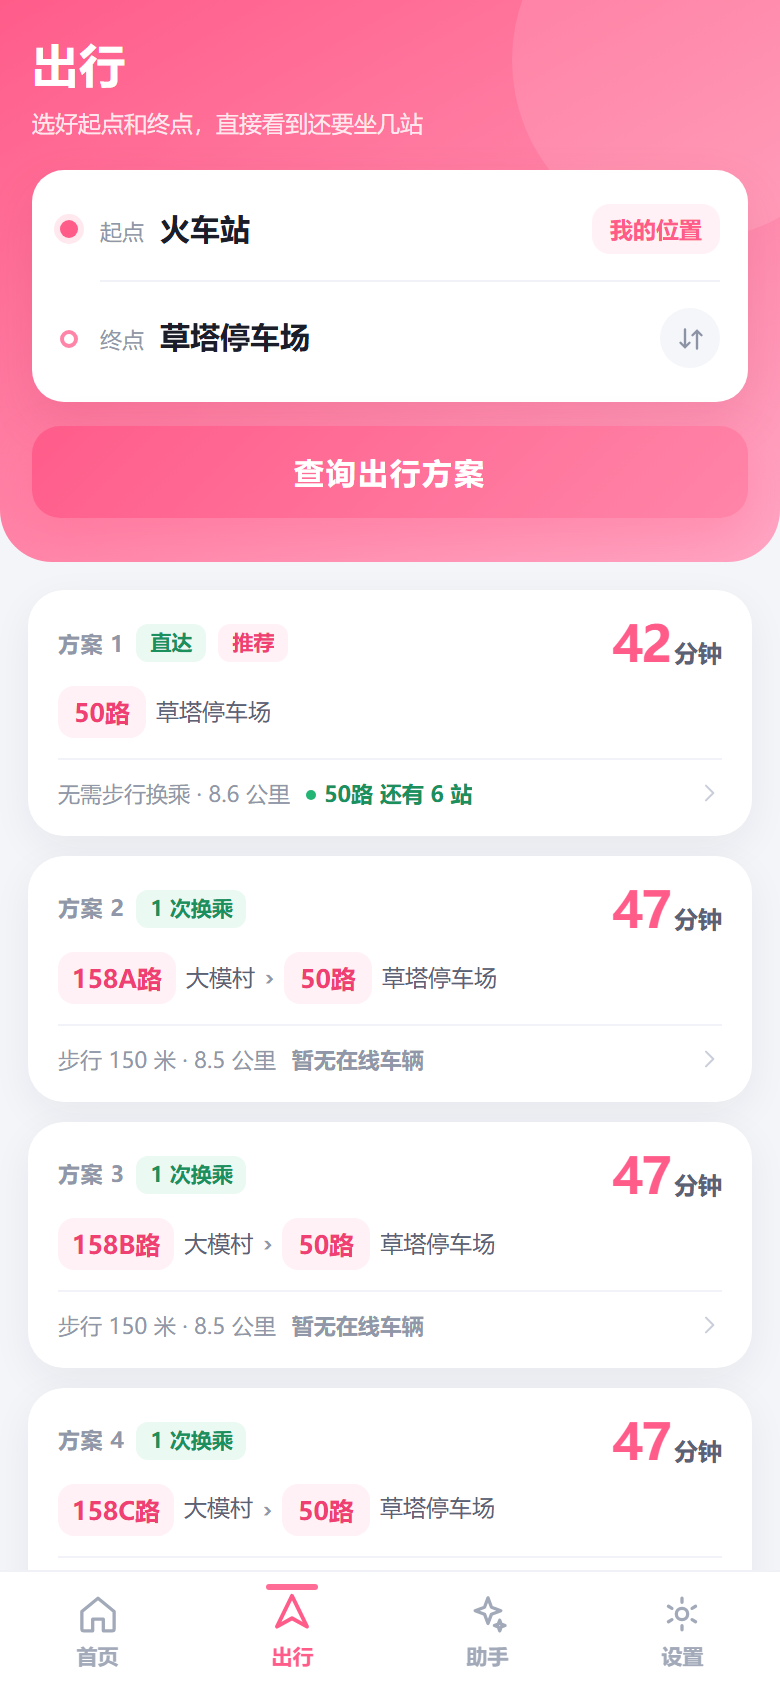 出行
选好起点和终点，直接看到还要坐几站
起点 火车站 我的位置
终点 草塔停车场
查询出行方案
方案 1 直达 推荐 42分钟
50路 草塔停车场
无需步行换乘 · 8.6 公里 50路 还有 6 站
方案 2 1 次换乘 47分钟
158A路 大模村 › 50路 草塔停车场
步行 150 米 · 8.5 公里 暂无在线车辆
方案 3 1 次换乘 47分钟
158B路 大模村 › 50路 草塔停车场
步行 150 米 · 8.5 公里 暂无在线车辆
方案 4 1 次换乘 47分钟
158C路 大模村 › 50路 草塔停车场
首页 出行 助手 设置